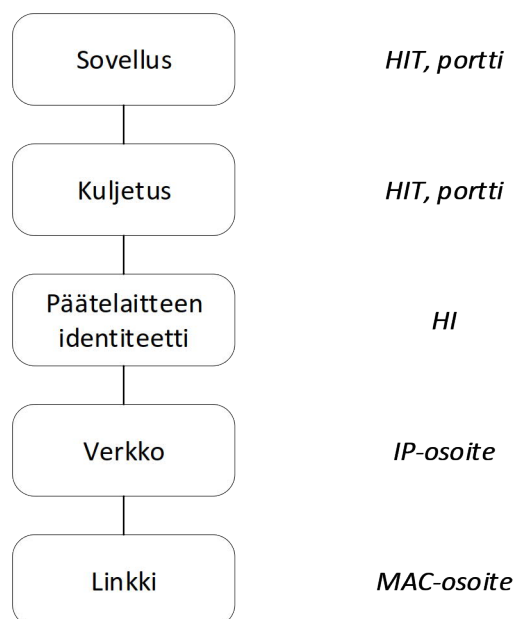 Sovellus
HIT, portti
Kuljetus
HIT, portti
Päätelaitteen
identiteetti
HI
Verkko
IP-osoite
Linkki
MAC-osoite